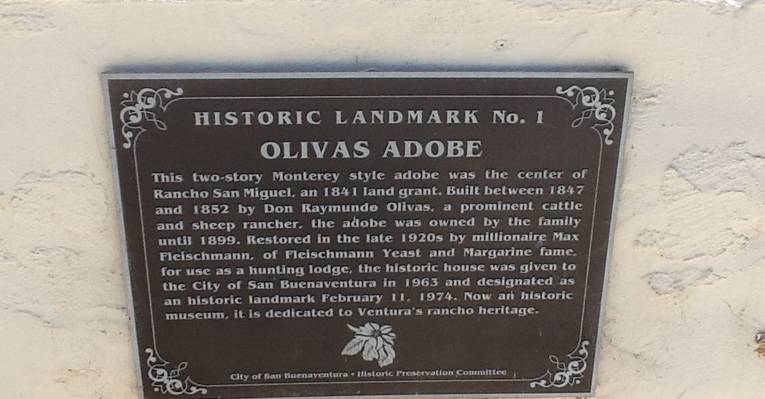 HISTORIC LANDMARK No. 1
OLIVAS ADOBE
This two-story Monterey style adobe was the center of
Rancho San Miguel, an 1841 land grant. Built between 1847
and 1852 by Don Raymundo Olivas, a prominent cattle
and sheep rancher, the adobe was owned by the family
until 1899. Restored in the late 1920s by millionaire Max
Fleischmann, of Fleischmann Yeast and Margarine fame,
for use as a hunting lodge, the historic house was given to
the City of San Buenaventura in 1963 and designated as
an historic landmark February 11, 1974. Now an historic
museum, it is dedicated to Ventura's rancho heritage.
City of San Buenaventura • Historic Preservation Committee